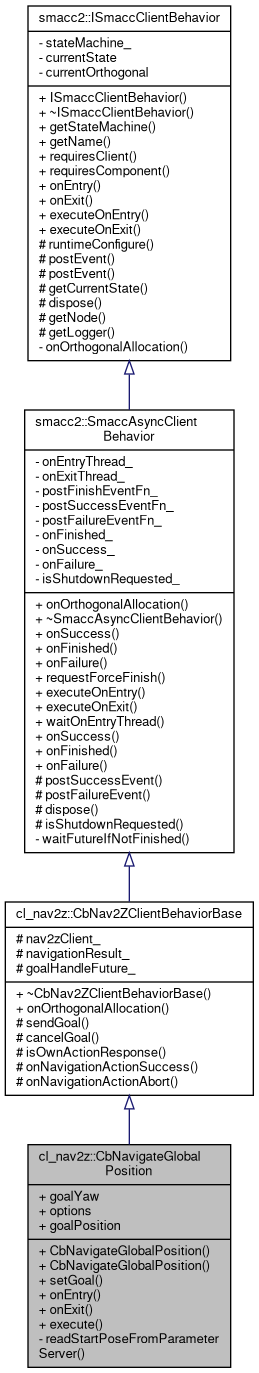 smacc2::ISmaccClientBehavior
- stateMachine_
- currentState
- currentOrthogonal
+ ISmaccClientBehavior()
+ ~ISmaccClientBehavior()
+ getStateMachine()
+ getName()
+ requiresClient()
+ requiresComponent()
+ onEntry()
+ onExit()
+ executeOnEntry()
+ executeOnExit()
# runtimeConfigure()
# postEvent()
# postEvent()
# getCurrentState()
# dispose()
# getNode()
# getLogger()
- onOrthogonalAllocation()
smacc2::SmaccAsyncClient
Behavior
- onEntryThread_
- onExitThread_
- postFinishEventFn_
- postSuccessEventFn_
- postFailureEventFn_
- onFinished_
- onSuccess_
- onFailure_
- isShutdownRequested_
+ onOrthogonalAllocation()
+ ~SmaccAsyncClientBehavior()
+ onSuccess()
+ onFinished()
+ onFailure()
+ requestForceFinish()
+ executeOnEntry()
+ executeOnExit()
+ waitOnEntryThread()
+ onSuccess()
+ onFinished()
+ onFailure()
# postSuccessEvent()
# postFailureEvent()
# dispose()
# isShutdownRequested()
- waitFutureIfNotFinished()
cl_nav2z::CbNav2ZClientBehaviorBase
# nav2zClient_
# navigationResult_
# goalHandleFuture_
+ ~CbNav2ZClientBehaviorBase()
+ onOrthogonalAllocation()
# sendGoal()
# cancelGoal()
# isOwnActionResponse()
# onNavigationActionSuccess()
# onNavigationActionAbort()
cl_nav2z::CbNavigateGlobal
Position
+ goalYaw
+ options
+ goalPosition
+ CbNavigateGlobalPosition()
+ CbNavigateGlobalPosition()
+ setGoal()
+ onEntry()
+ onExit()
+ execute()
- readStartPoseFromParameter
Server()